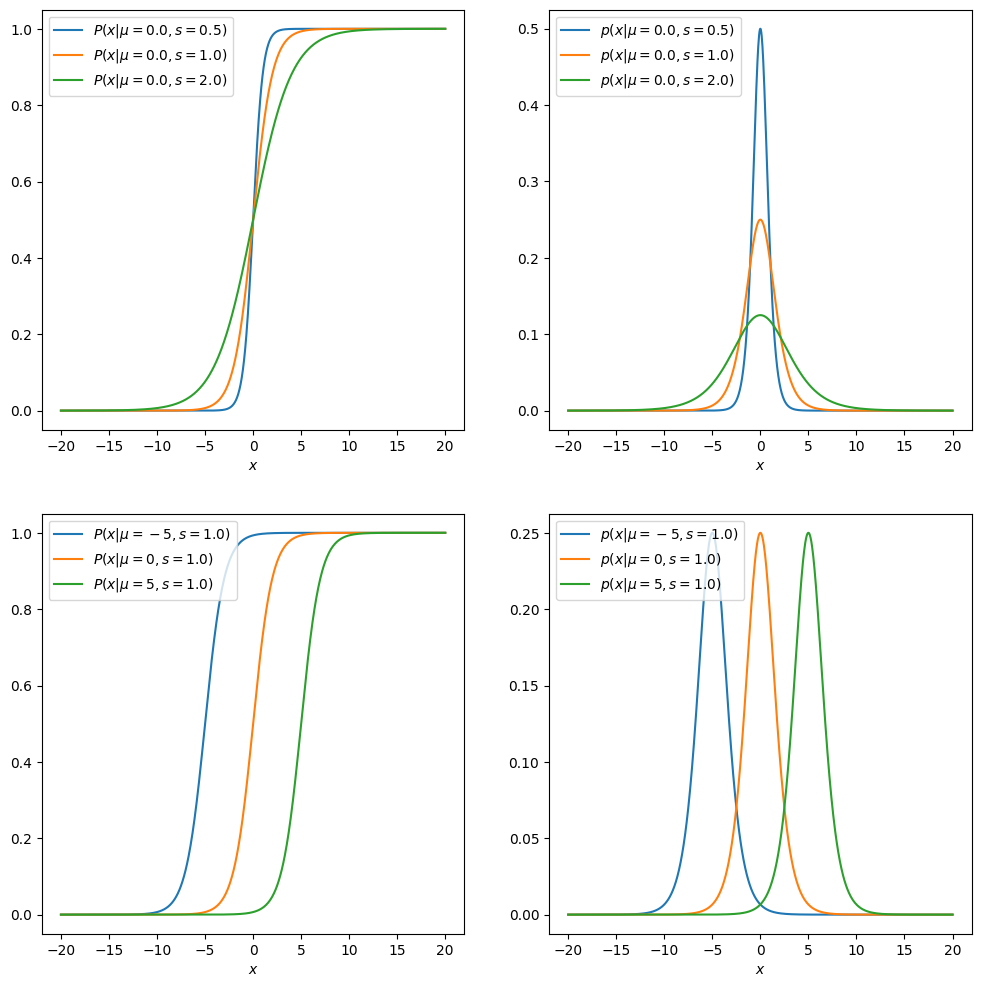 P(x|μ = 0.0, s = 0.5)
P(x|μ = 0.0, s = 1.0)
P(x|μ = 0.0, s = 2.0)
1.0
0.8
0.6
0.4
0.2
0.0
−20 −15 −10 −5 0 5 10 15 20
x
p(x|μ = 0.0, s = 0.5)
p(x|μ = 0.0, s = 1.0)
p(x|μ = 0.0, s = 2.0)
0.5
0.4
0.3
0.2
0.1
0.0
−20 −15 −10 −5 0 5 10 15 20
x
P(x|μ = −5, s = 1.0)
P(x|μ = 0, s = 1.0)
P(x|μ = 5, s = 1.0)
1.0
0.8
0.6
0.4
0.2
0.0
−20 −15 −10 −5 0 5 10 15 20
x
p(x|μ = −5, s = 1.0)
p(x|μ = 0, s = 1.0)
p(x|μ = 5, s = 1.0)
0.25
0.20
0.15
0.10
0.05
0.00
−20 −15 −10 −5 0 5 10 15 20
x